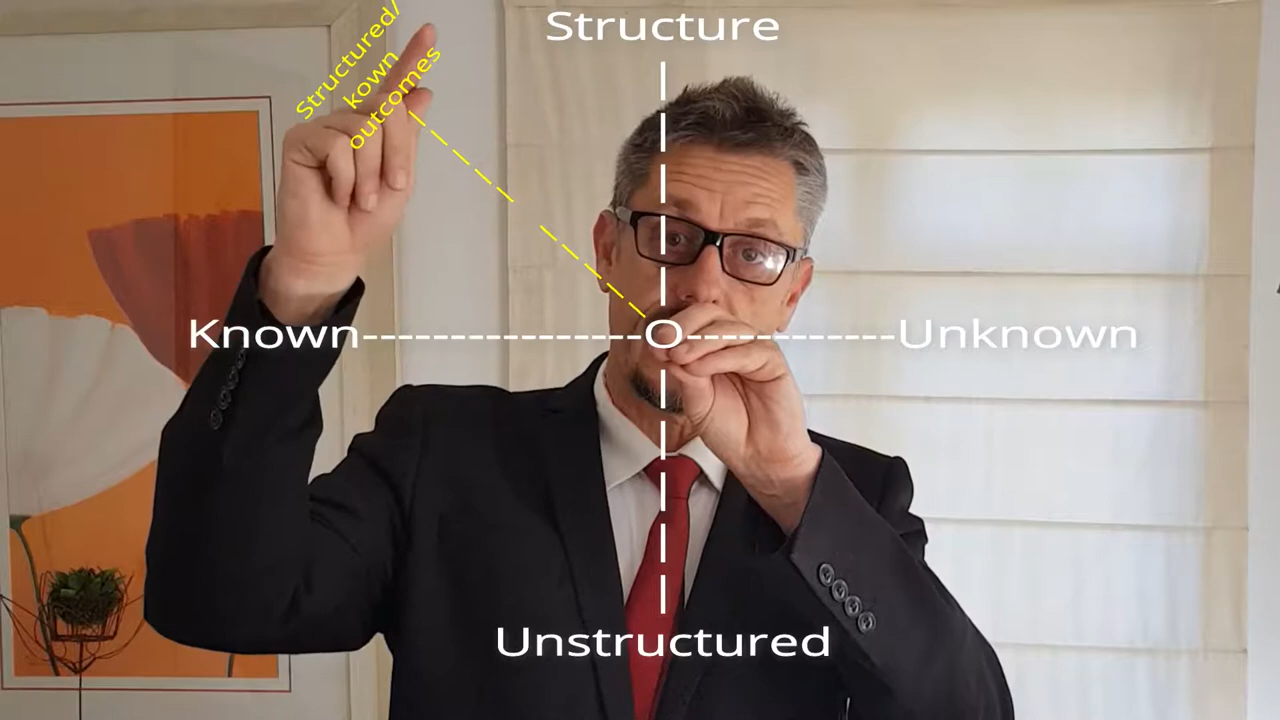 Structure
Structured/
kown
outcomes
Known----------------O------------Unknown
Unstructured